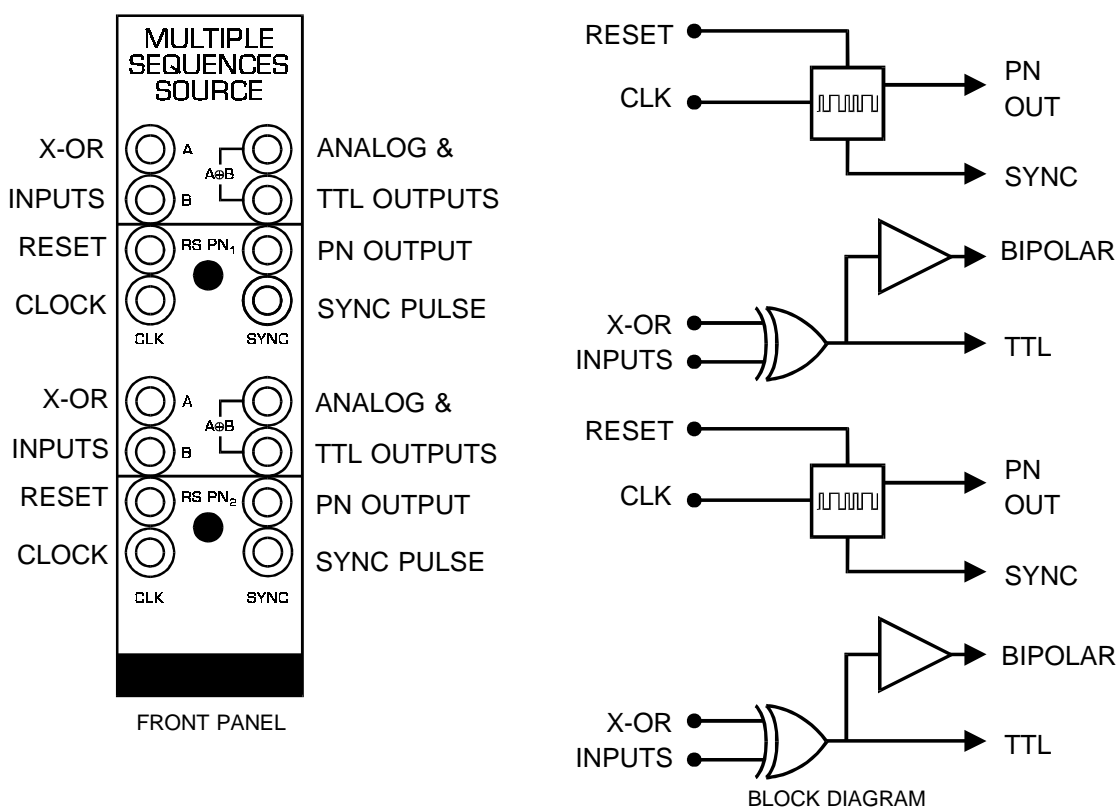 MULTIPLE
SEQUENCES
SOURCE
X-OR
A
ANALOG &
A⊕B
INPUTS
B
TTL OUTPUTS
RESET
RS PN₁
PN OUTPUT
CLOCK
SYNC PULSE
CLK
SYNC
X-OR
A
ANALOG &
A⊕B
INPUTS
B
TTL OUTPUTS
RESET
RS PN₂
PN OUTPUT
CLOCK
SYNC PULSE
CLK
SYNC
FRONT PANEL
RESET
CLK
PN
OUT
SYNC
BIPOLAR
X-OR
INPUTS
TTL
RESET
CLK
PN
OUT
SYNC
BIPOLAR
X-OR
INPUTS
TTL
BLOCK DIAGRAM